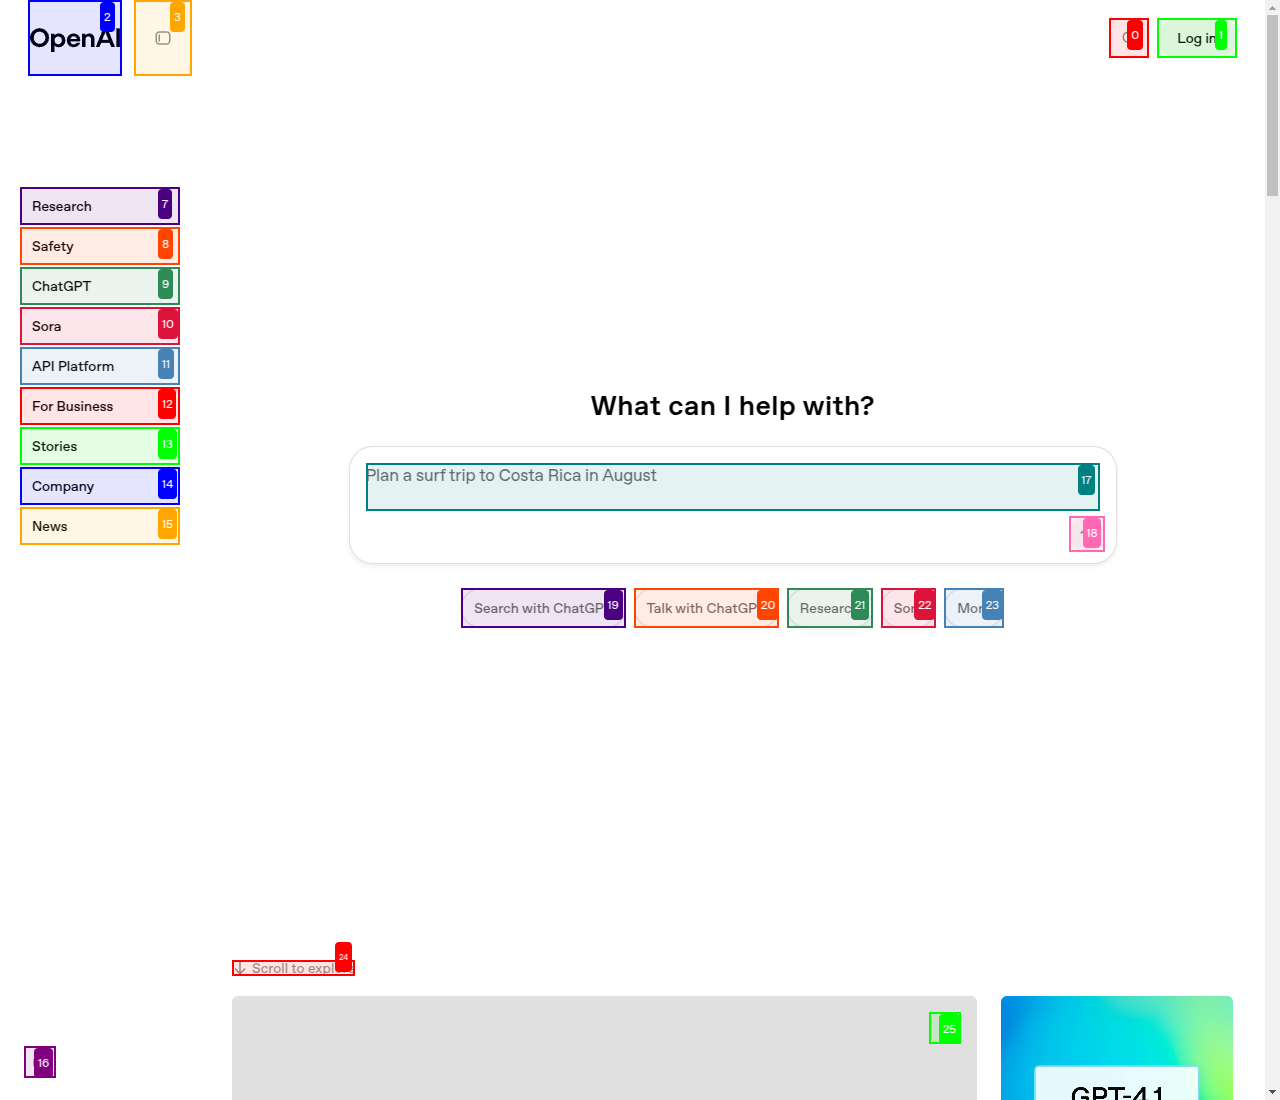 OpenAI
2
3
0
Log in
1
Research
7
Safety
8
ChatGPT
9
Sora
10
API Platform
11
For Business
12
Stories
13
Company
14
News
15
What can I help with?
Plan a surf trip to Costa Rica in August
17
18
Search with ChatGP
19
Talk with ChatGP
20
Researc
21
Sor
22
Mor
23
24
Scroll to expl
25
16
GPT-4.1